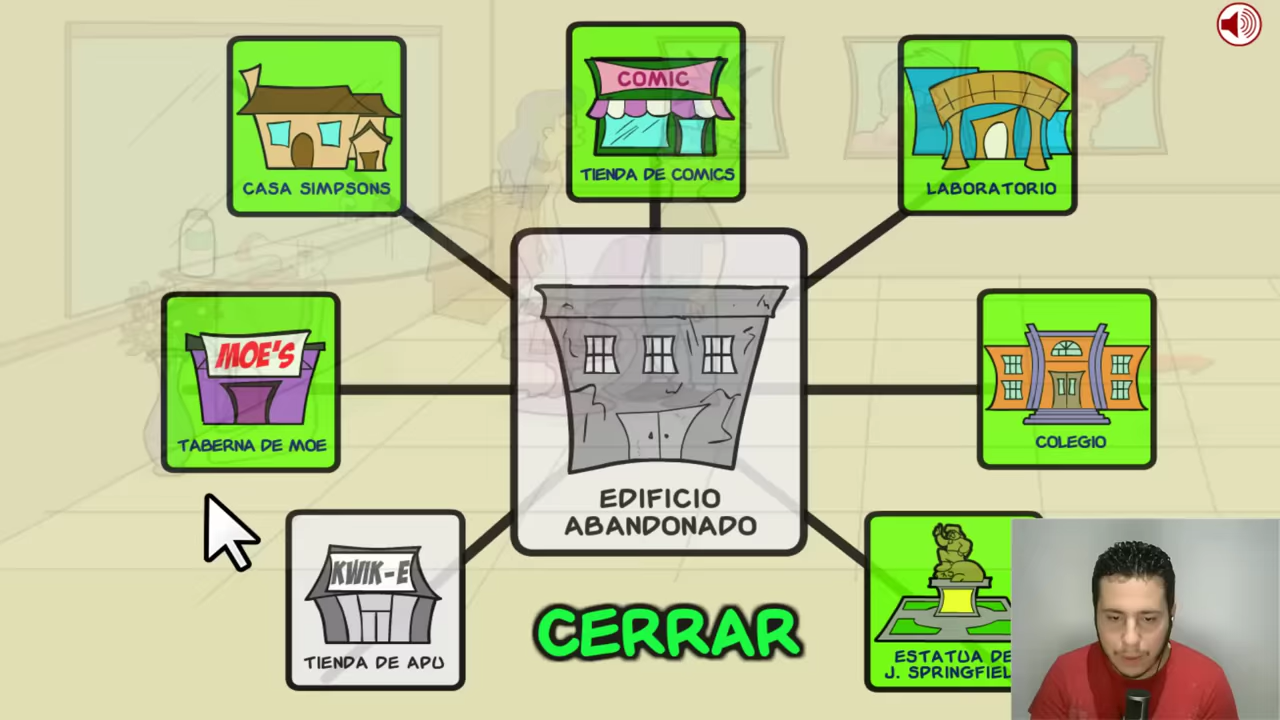 COMIC
CASA SIMPSONS
TIENDA DE COMICS
LABORATORIO
MOE'S
TABERNA DE MOE
COLEGIO
EDIFICIO
ABANDONADO
KWIK-E
TIENDA DE APU
CERRAR
ESTATUA DE
J. SPRINGFIEL